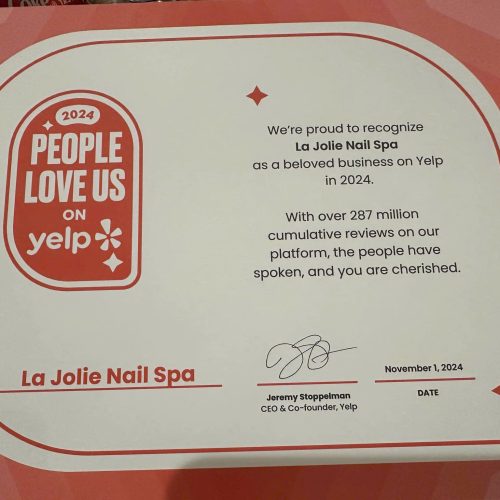 2024
PEOPLE
LOVE US
ON
yelp
We're proud to recognize
La Jolie Nail Spa
as a beloved business on Yelp
in 2024.
With over 287 million
cumulative reviews on our
platform, the people have
spoken, and you are cherished.
La Jolie Nail Spa
Jeremy Stoppelman
CEO & Co-founder, Yelp
November 1, 2024
DATE